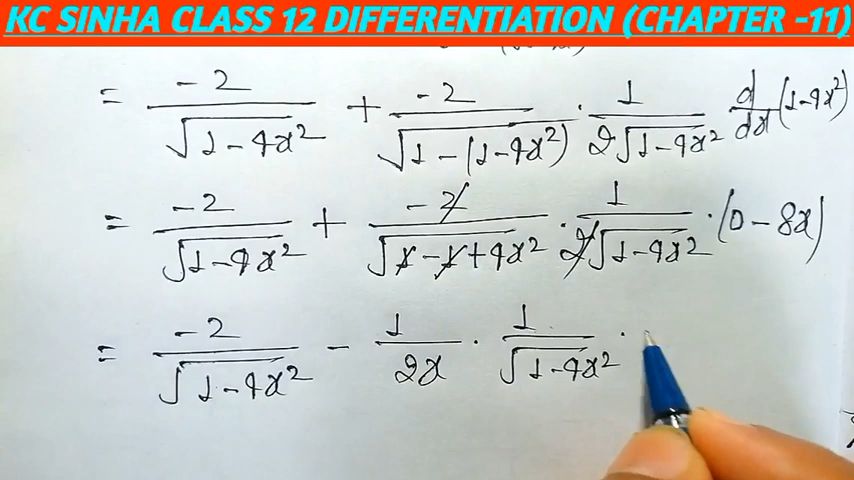 KC SINHA CLASS 12 DIFFERENTIATION (CHAPTER -11)
= -2/√(1-4x²) + -2/√(1-(1-4x²)) · 1/(2√(1-4x²)) d/dx (1-4x²)
= -2/√(1-4x²) + -2/√(1-1+4x²) · 1/(2√(1-4x²)) · (0-8x)
= -2/√(1-4x²) - 1/2x · 1/√(1-4x²) ·